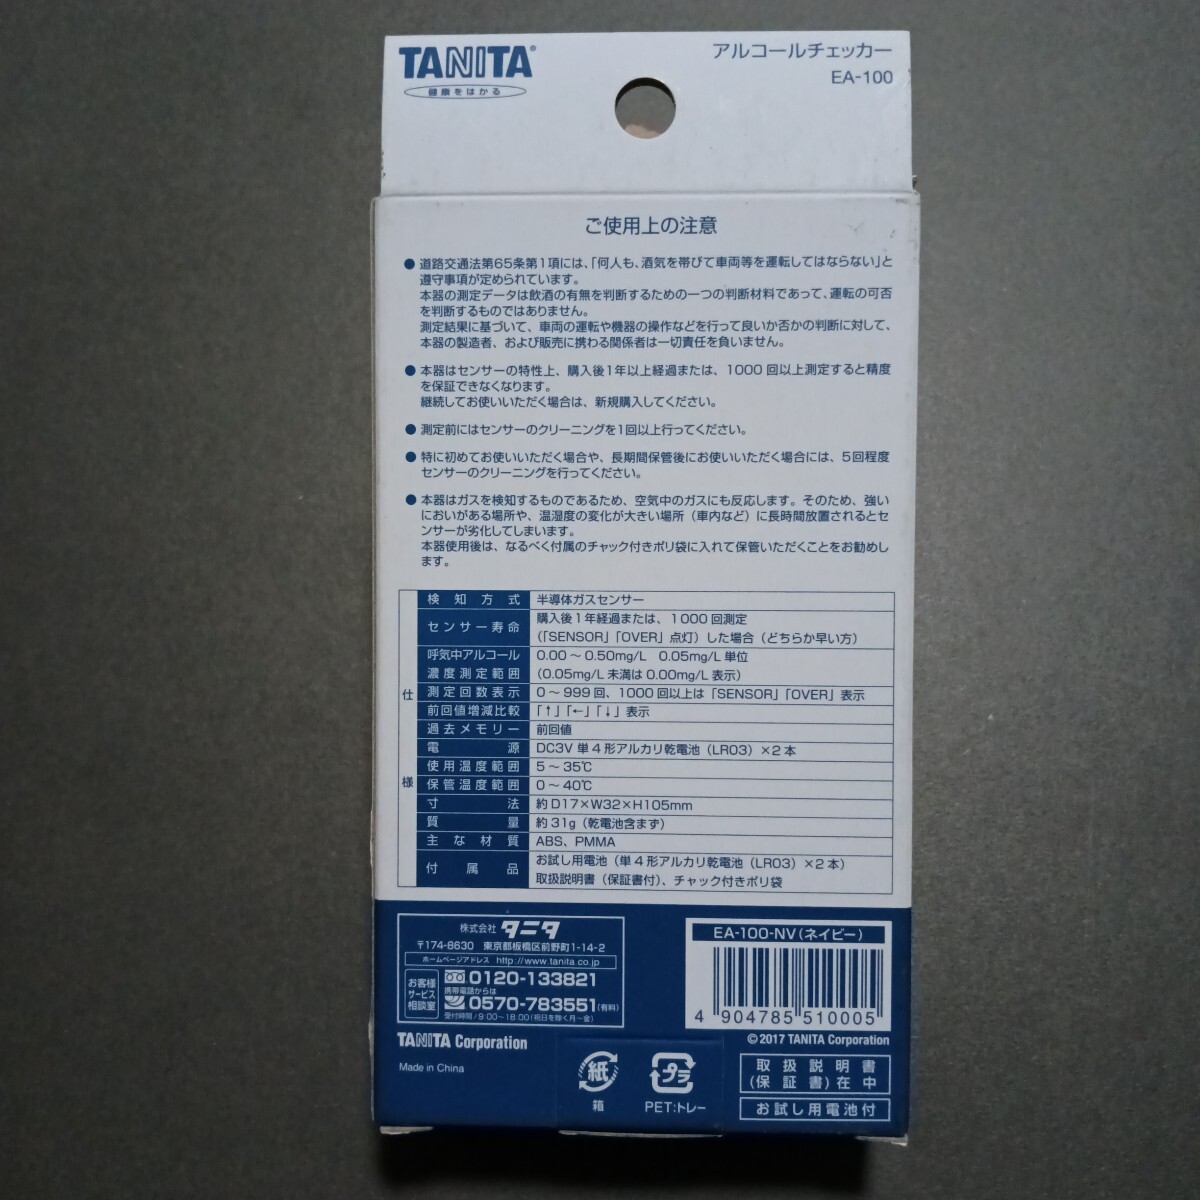 TANITA®
健康をはかる
アルコールチェッカー
EA-100
ご使用上の注意
● 道路交通法第65条第1項には、「何人も、酒気を帯びて車両等を運転してはならない」と
遵守事項が定められています。
本器の測定データは飲酒の有無を判断するための一つの判断材料であって、運転の可否
を判断するものではありません。
測定結果に基づいて、車両の運転や機器の操作などを行って良いか否かの判断に対して、
本器の製造者、および販売に携わる関係者は一切責任を負いません。
● 本器はセンサーの特性上、購入後1年以上経過または、1000回以上測定すると精度
を保証できなくなります。
継続してお使いいただく場合は、新規購入してください。
● 測定前にはセンサーのクリーニングを1回以上行ってください。
● 特に初めてお使いいただく場合や、長期間保管後にお使いいただく場合には、5回程度
センサーのクリーニングを行ってください。
● 本器はガスを検知するものであるため、空気中のガスにも反応します。そのため、強い
においがある場所や、温湿度の変化が大きい場所（車内など）に長時間放置されるとセ
ンサーが劣化してしまいます。
本器使用後は、なるべく付属のチャック付きポリ袋に入れて保管いただくことをお勧めし
ます。
仕様
検知方式 半導体ガスセンサー
センサー寿命 購入後1年経過または、1000回測定
（「SENSOR」「OVER」点灯）した場合（どちらか早い方）
呼気中アルコール 0.00～0.50mg/L 0.05mg/L単位
濃度測定範囲 （0.05mg/L未満は0.00mg/L表示）
測定回数表示 0～999回、1000回以上は「SENSOR」「OVER」表示
前回値増減比較 「↑」「←」「↓」表示
過去メモリー 前回値
電源 DC3V 単4形アルカリ乾電池（LR03）×2本
使用温度範囲 5～35℃
保管温度範囲 0～40℃
寸法 約D17×W32×H105mm
質量 約31g（乾電池含まず）
主な材質 ABS、PMMA
付属品 お試し用電池（単4形アルカリ乾電池（LR03）×2本）
取扱説明書（保証書付）、チャック付きポリ袋
株式会社 タニタ
〒174-8630 東京都板橋区前野町1-14-2
ホームページアドレス http://www.tanita.co.jp
お客様
サービス
相談室
0120-133821
携帯電話からは
0570-783551(有料)
受付時間/9:00～18:00(祝日を除く月～金)
EA-100-NV(ネイビー)
4 904785 510005
TANITA Corporation
©2017 TANITA Corporation
Made in China
紙
箱
プラ
PET:トレー
取扱説明書
(保証書)在中
お試し用電池付